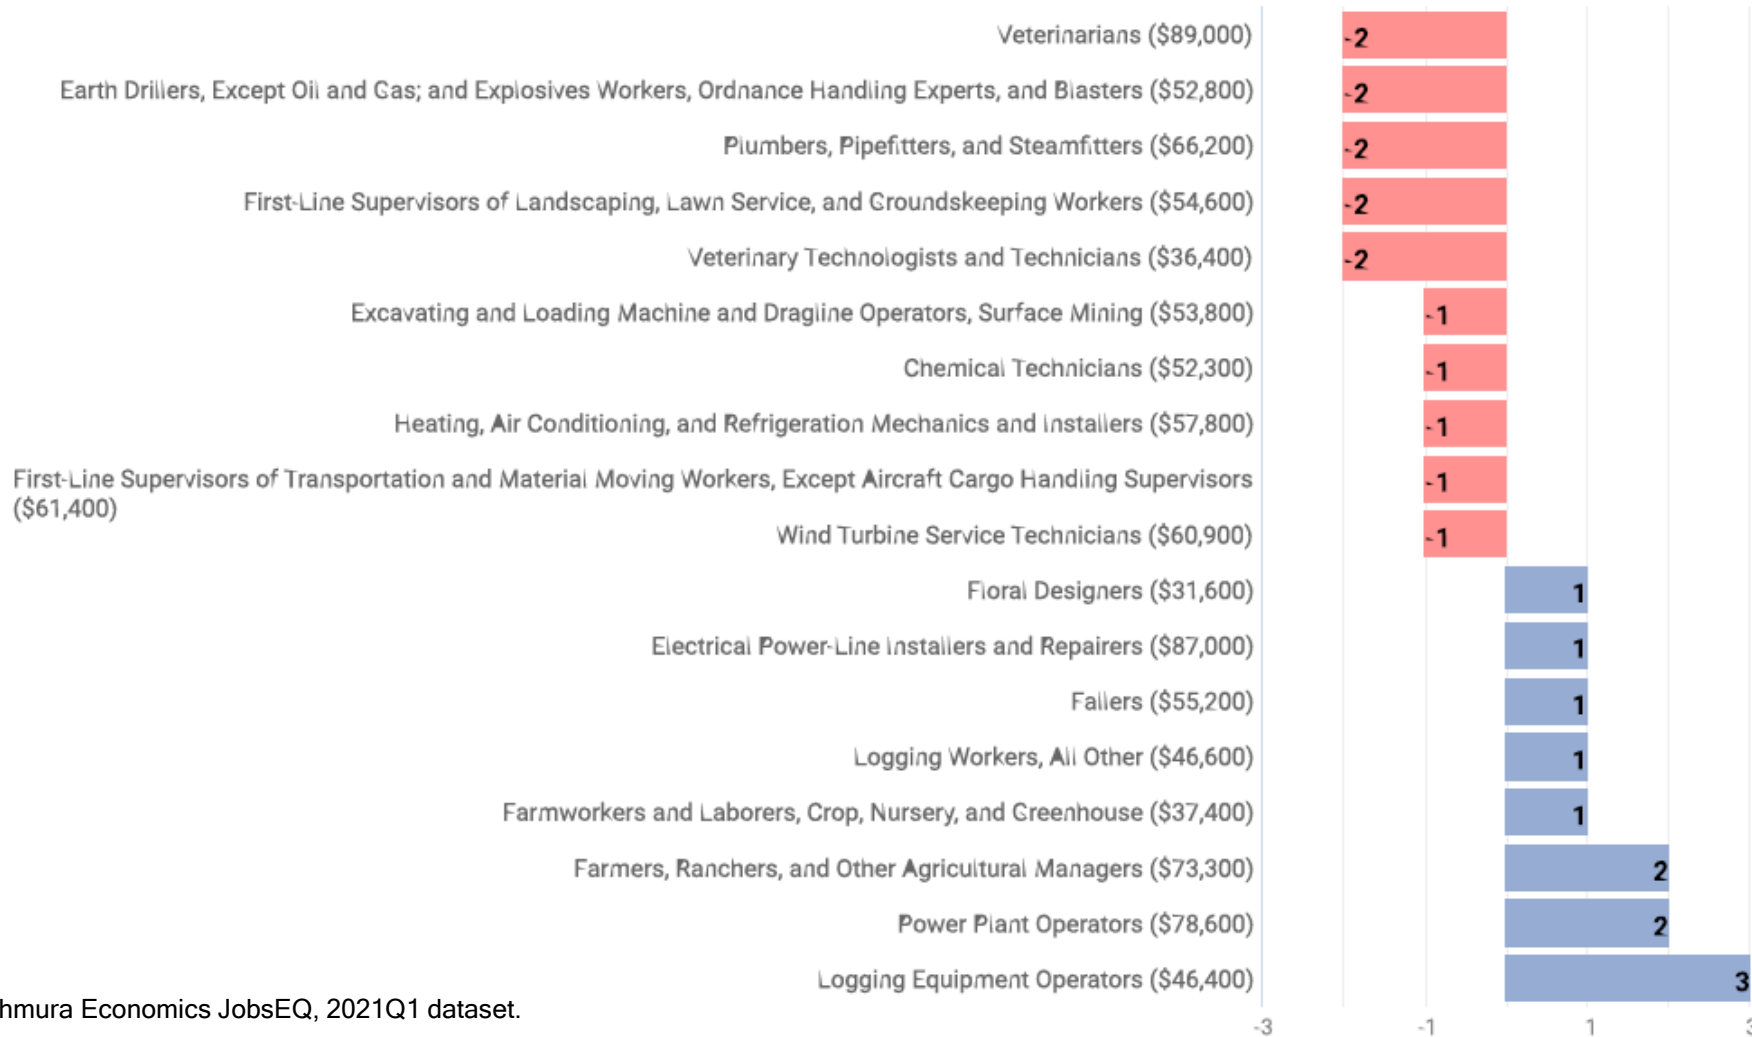 Veterinarians ($89,000)
-2
Earth Drillers, Except Oil and Gas; and Explosives Workers, Ordnance Handling Experts, and Blasters ($52,800)
-2
Plumbers, Pipefitters, and Steamfitters ($66,200)
-2
First-Line Supervisors of Landscaping, Lawn Service, and Groundskeeping Workers ($54,600)
-2
Veterinary Technologists and Technicians ($36,400)
-2
Excavating and Loading Machine and Dragline Operators, Surface Mining ($53,800)
-1
Chemical Technicians ($52,300)
-1
Heating, Air Conditioning, and Refrigeration Mechanics and Installers ($57,800)
-1
First-Line Supervisors of Transportation and Material Moving Workers, Except Aircraft Cargo Handling Supervisors
($61,400)
-1
Wind Turbine Service Technicians ($60,900)
-1
Floral Designers ($31,600)
1
Electrical Power-Line Installers and Repairers ($87,000)
1
Fallers ($55,200)
1
Logging Workers, All Other ($46,600)
1
Farmworkers and Laborers, Crop, Nursery, and Greenhouse ($37,400)
1
Farmers, Ranchers, and Other Agricultural Managers ($73,300)
2
Power Plant Operators ($78,600)
2
Logging Equipment Operators ($46,400)
3
hmura Economics JobsEQ, 2021Q1 dataset.
-3 -1 1 3